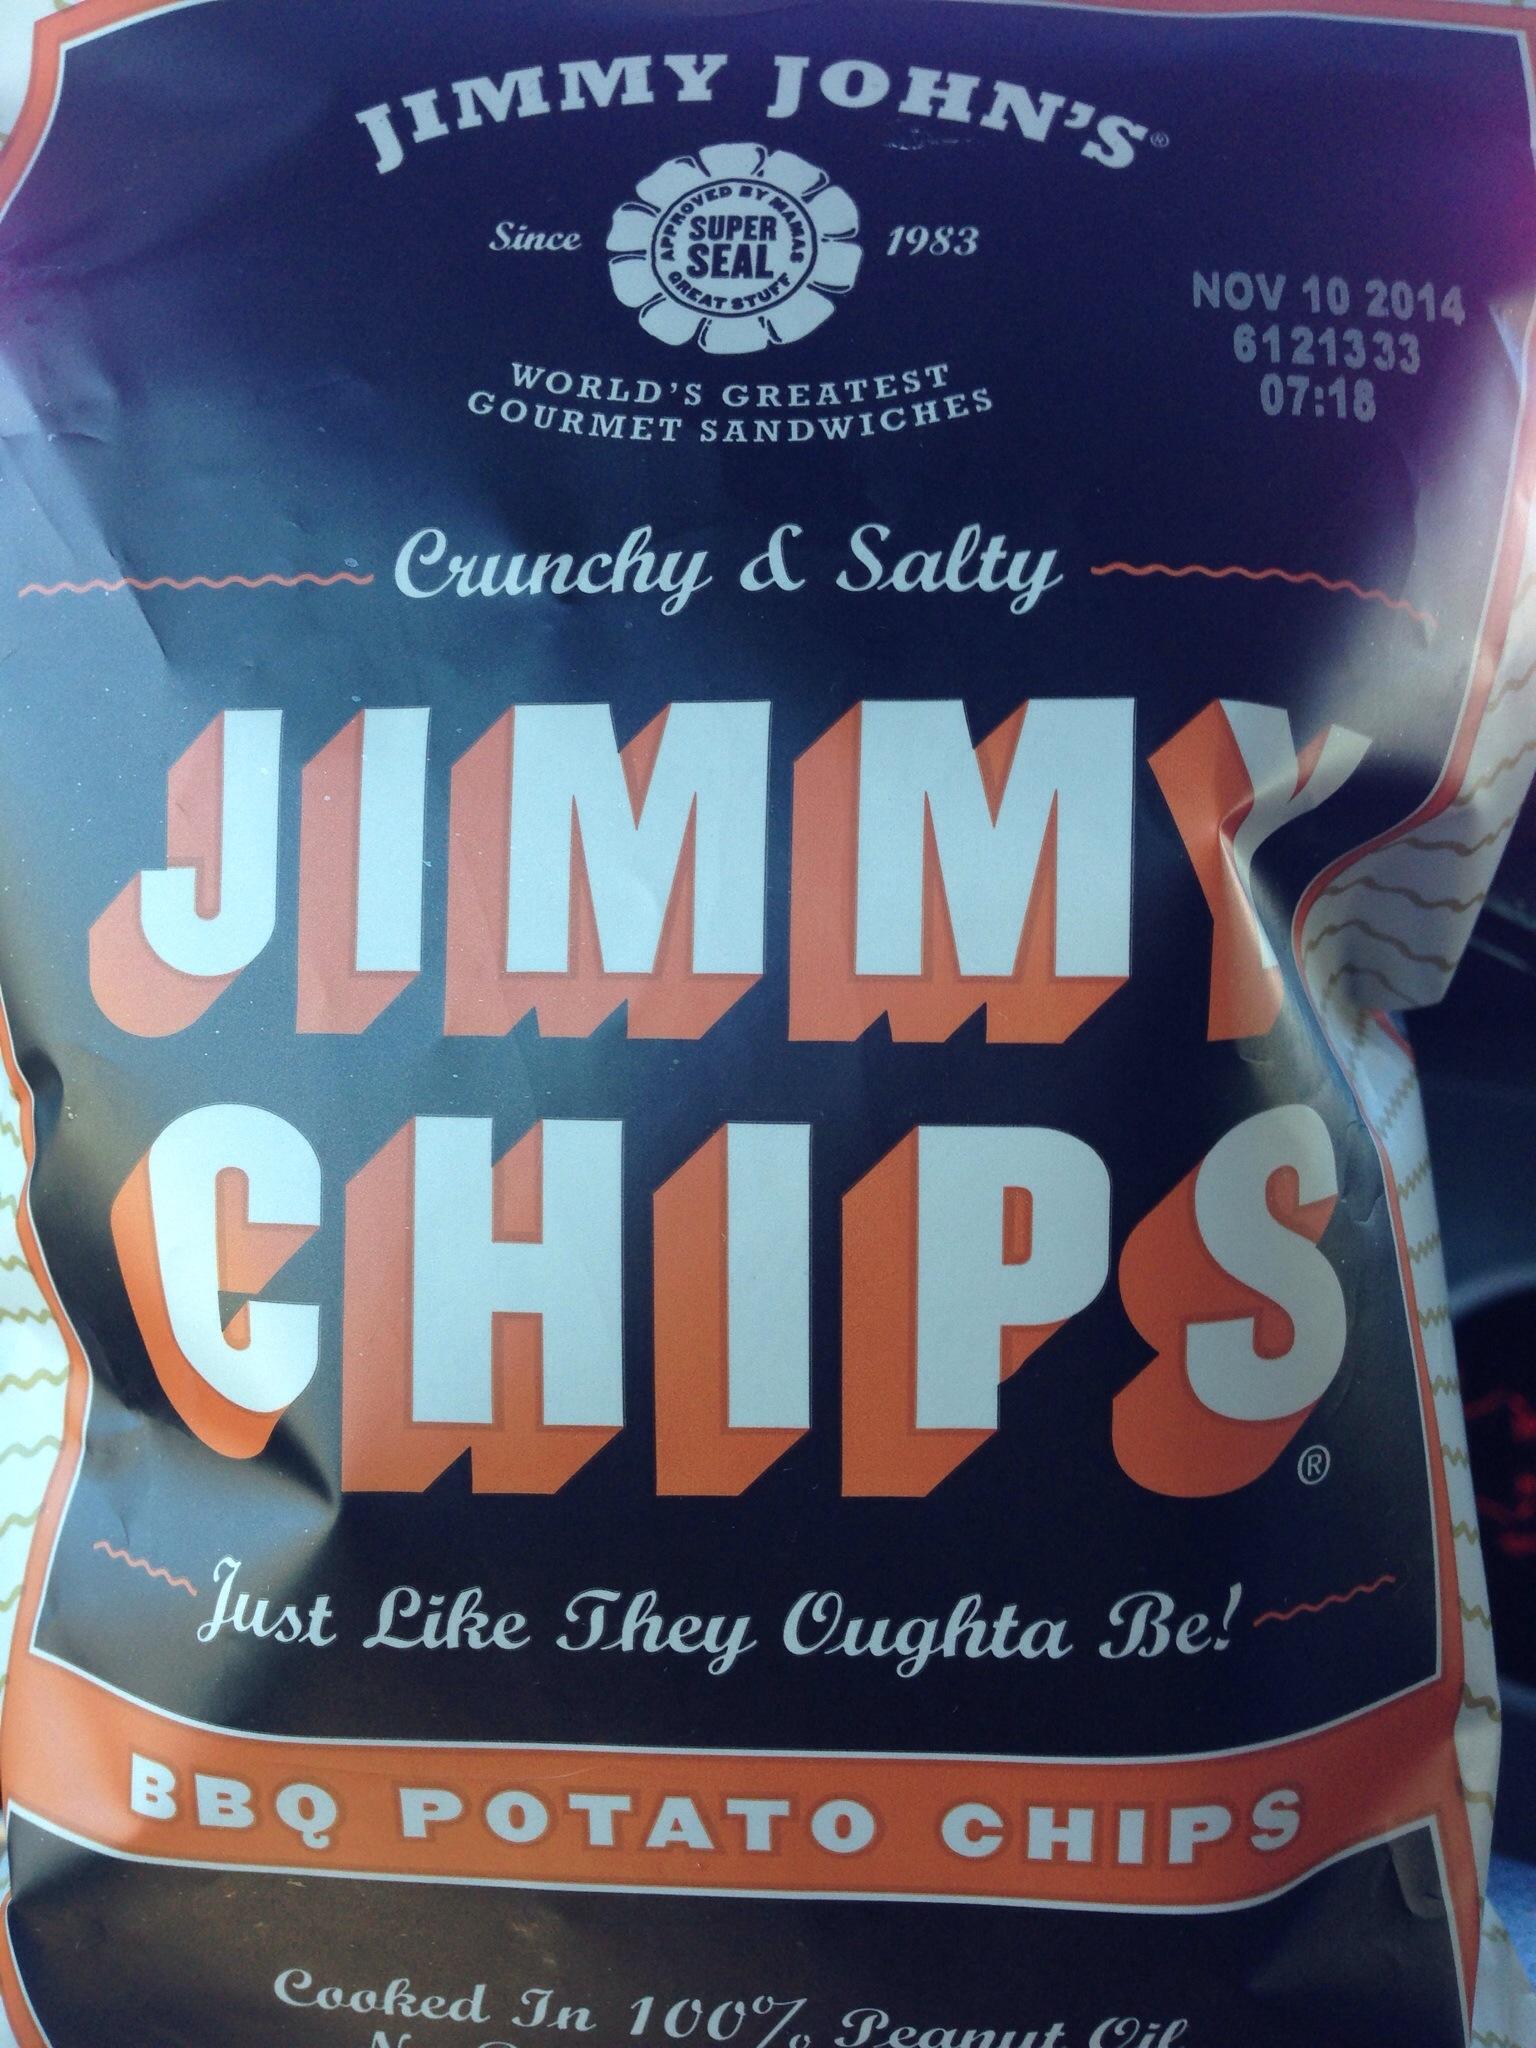 JIMMY JOHN'S®
Since 1983
APPROVED BY MAMAS
SUPER
SEAL
GREAT STUFF
WORLD'S GREATEST
GOURMET SANDWICHES
NOV 10 2014
6121333
07:18
Crunchy & Salty
JIMMY
CHIPS®
Just Like They Oughta Be!
BBQ POTATO CHIPS
Cooked In 100% Peanut Oil